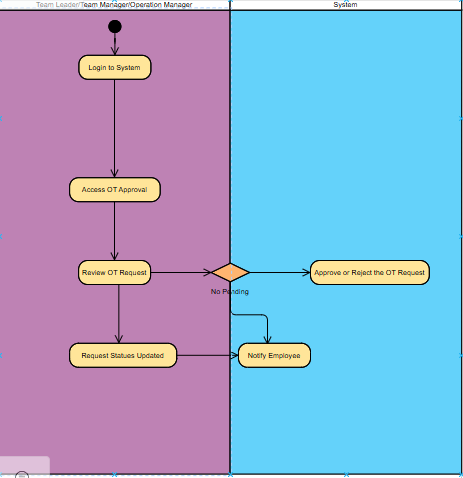 Team Leader/Team Manager/Operation Manager
System
Login to System
Access OT Approval
Review OT Request
Approve or Reject the OT Request
No Pending
Request Statues Updated
Notify Employee